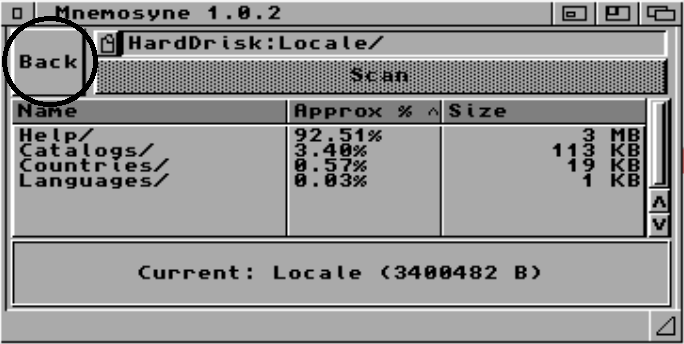 Mnemosyne 1.0.2
Back
HardDrisk:Locale/
Scan
Name Approx % Size
Help/ 92.51% 3 MB
Catalogs/ 3.40% 113 KB
Countries/ 0.57% 19 KB
Languages/ 0.03% 1 KB
Current: Locale (3400482 B)